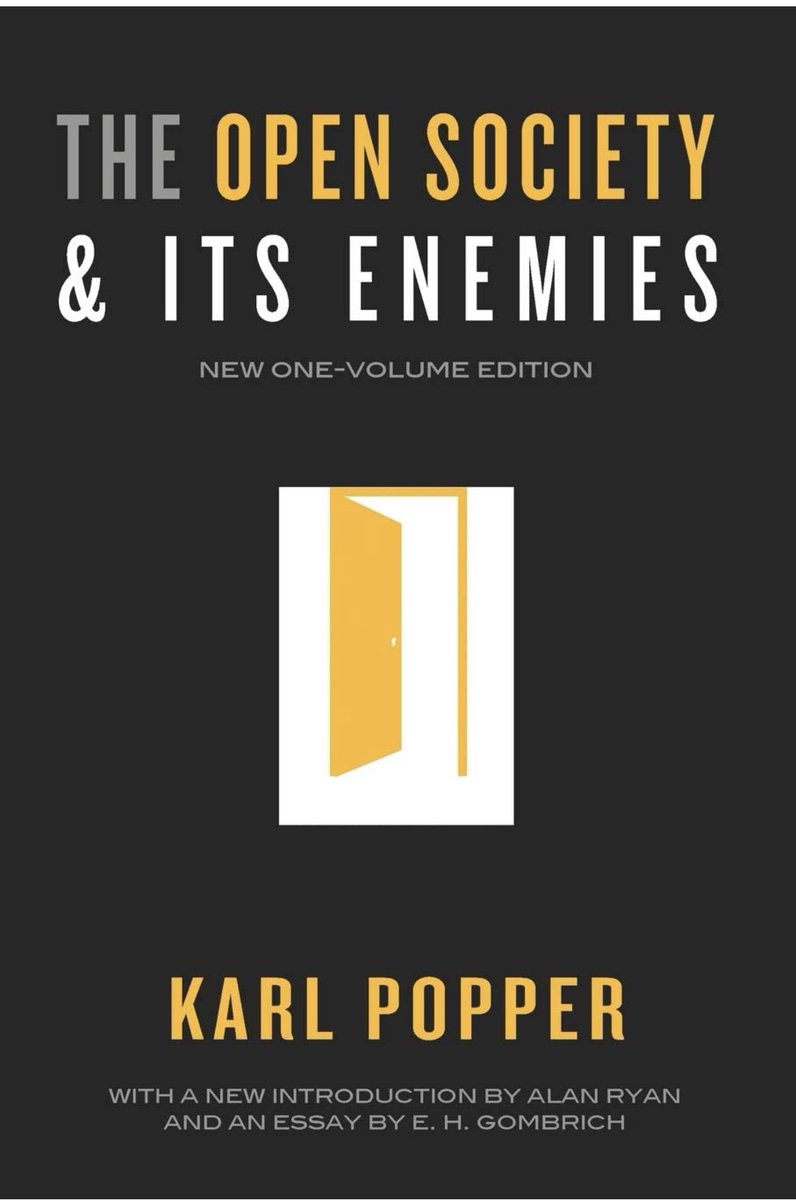 THE OPEN SOCIETY
& ITS ENEMIES
NEW ONE-VOLUME EDITION
KARL POPPER
WITH A NEW INTRODUCTION BY ALAN RYAN
AND AN ESSAY BY E. H. GOMBRICH